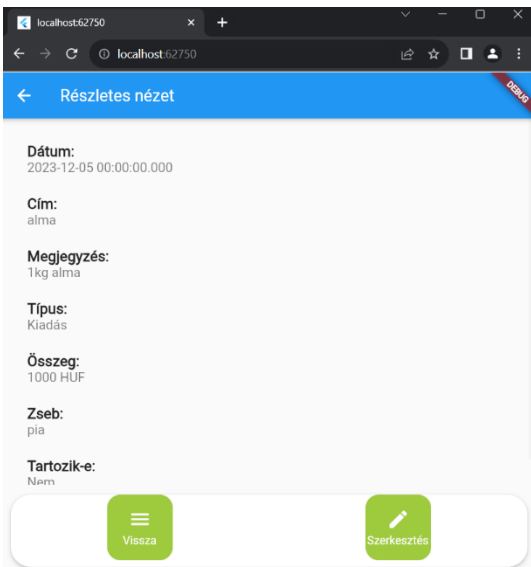 localhost:62750
localhost:62750
Részletes nézet
DEBUG
Dátum:
2023-12-05 00:00:00.000
Cím:
alma
Megjegyzés:
1kg alma
Típus:
Kiadás
Összeg:
1000 HUF
Zseb:
pia
Tartozik-e:
Nem
Vissza
Szerkesztés